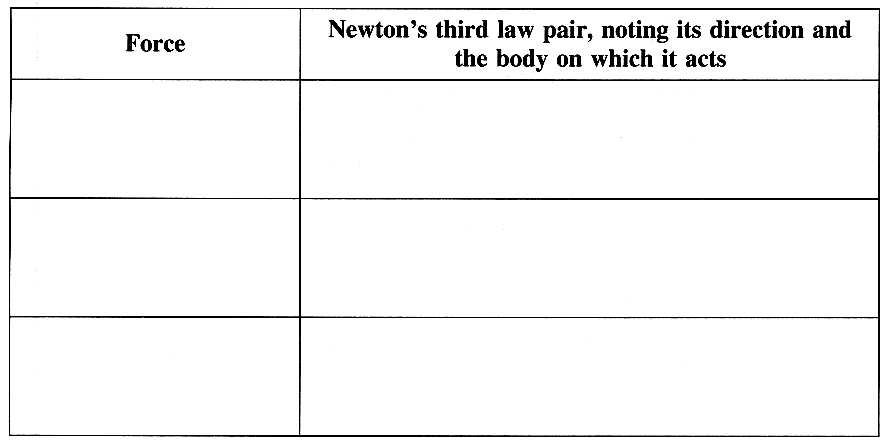 Force
Newton's third law pair, noting its direction and
the body on which it acts